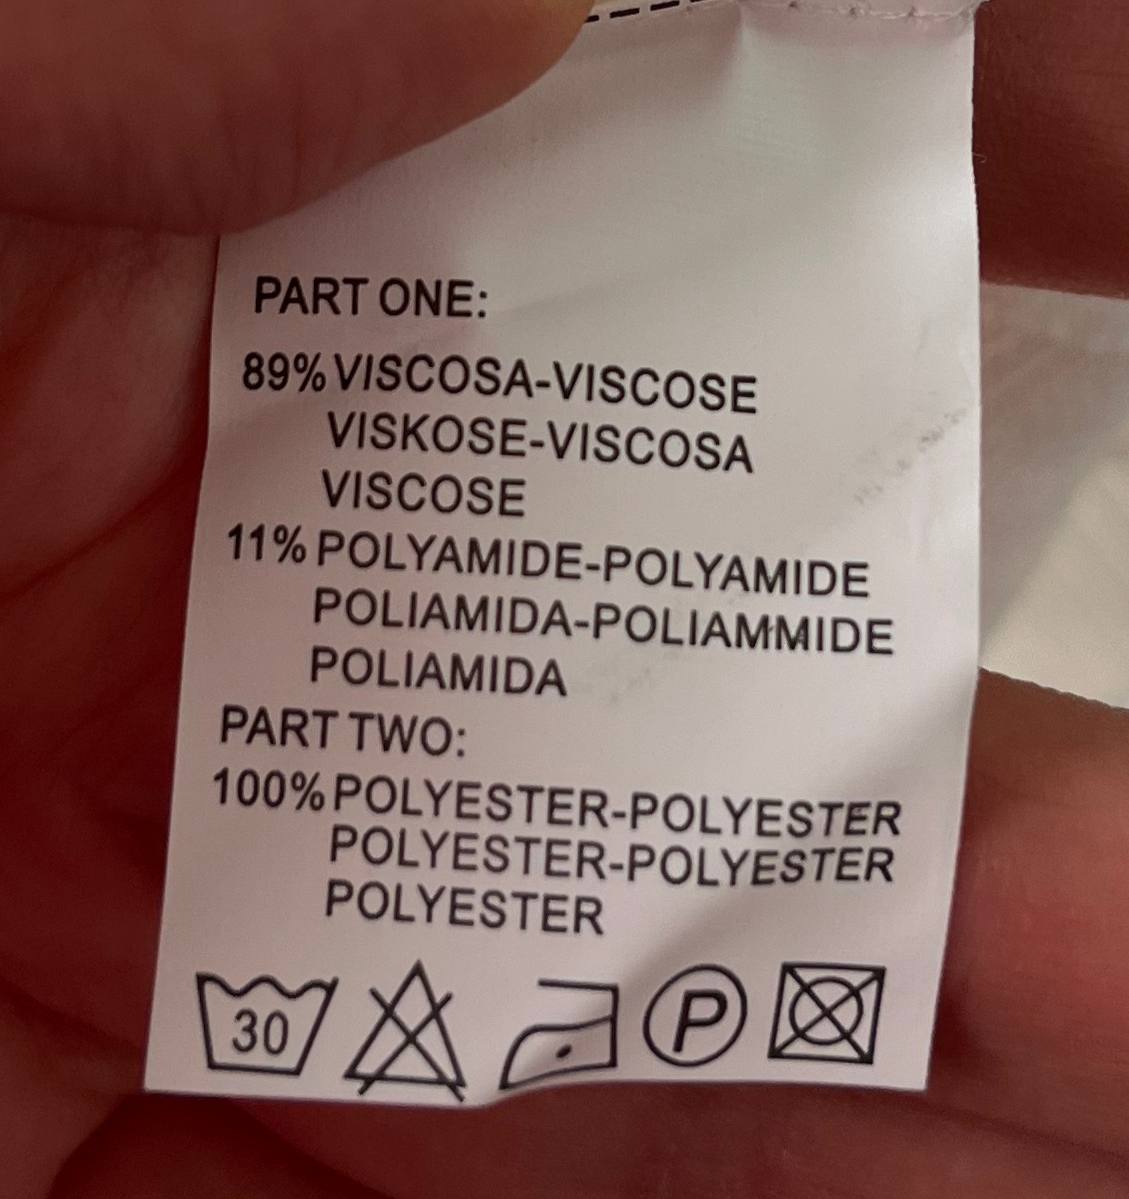 PART ONE:
89% VISCOSA-VISCOSE
VISKOSE-VISCOSA
VISCOSE
11% POLYAMIDE-POLYAMIDE
POLIAMIDA-POLIAMMIDE
POLIAMIDA
PART TWO:
100% POLYESTER-POLYESTER
POLYESTER-POLYESTER
POLYESTER
30 P